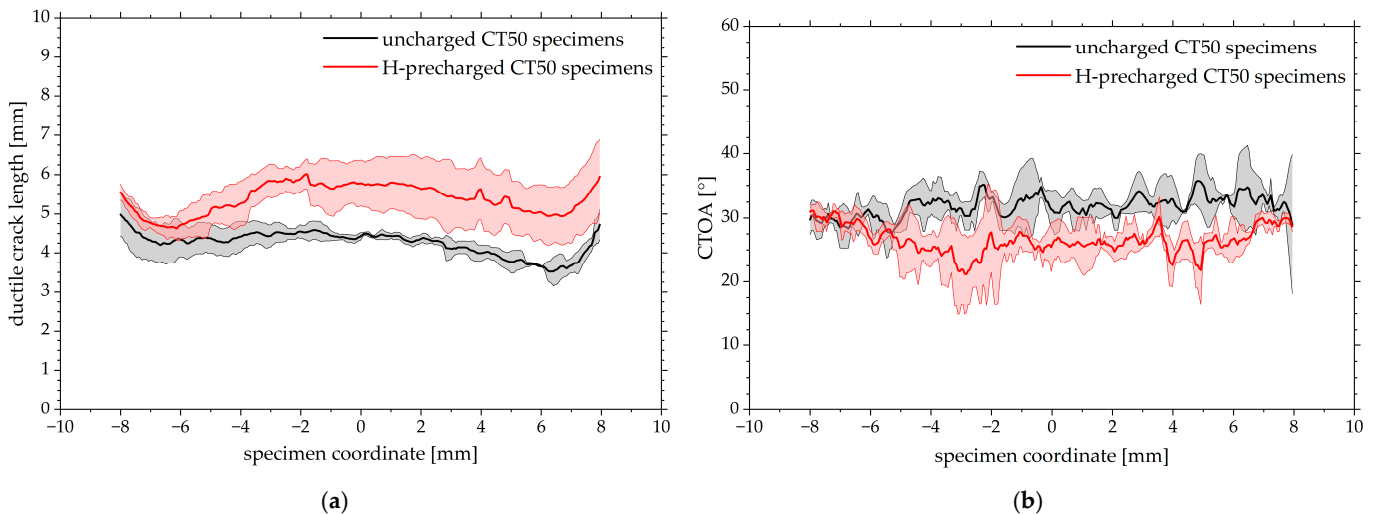 uncharged CT50 specimens
H-precharged CT50 specimens
10
9
8
7
6
5
4
3
2
1
0
ductile crack length [mm]
−10 −8 −6 −4 −2 0 2 4 6 8 10
specimen coordinate [mm]
(a)
uncharged CT50 specimens
H-precharged CT50 specimens
60
50
40
30
20
10
0
CTOA [°]
−10 −8 −6 −4 −2 0 2 4 6 8 10
specimen coordinate [mm]
(b)